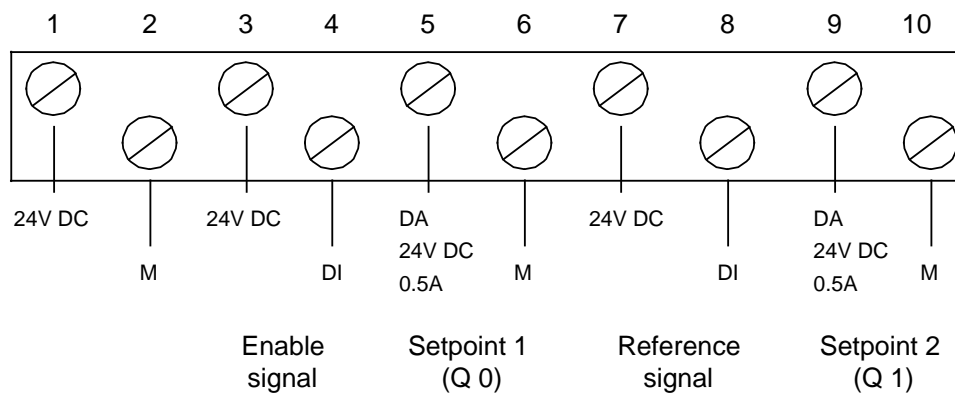 1 2 3 4 5 6 7 8 9 10
24V DC 24V DC DA 24V DC DA
24V DC 24V DC
M DI M DI M
0.5A 0.5A
Enable Setpoint 1 Reference Setpoint 2
signal (Q 0) signal (Q 1)